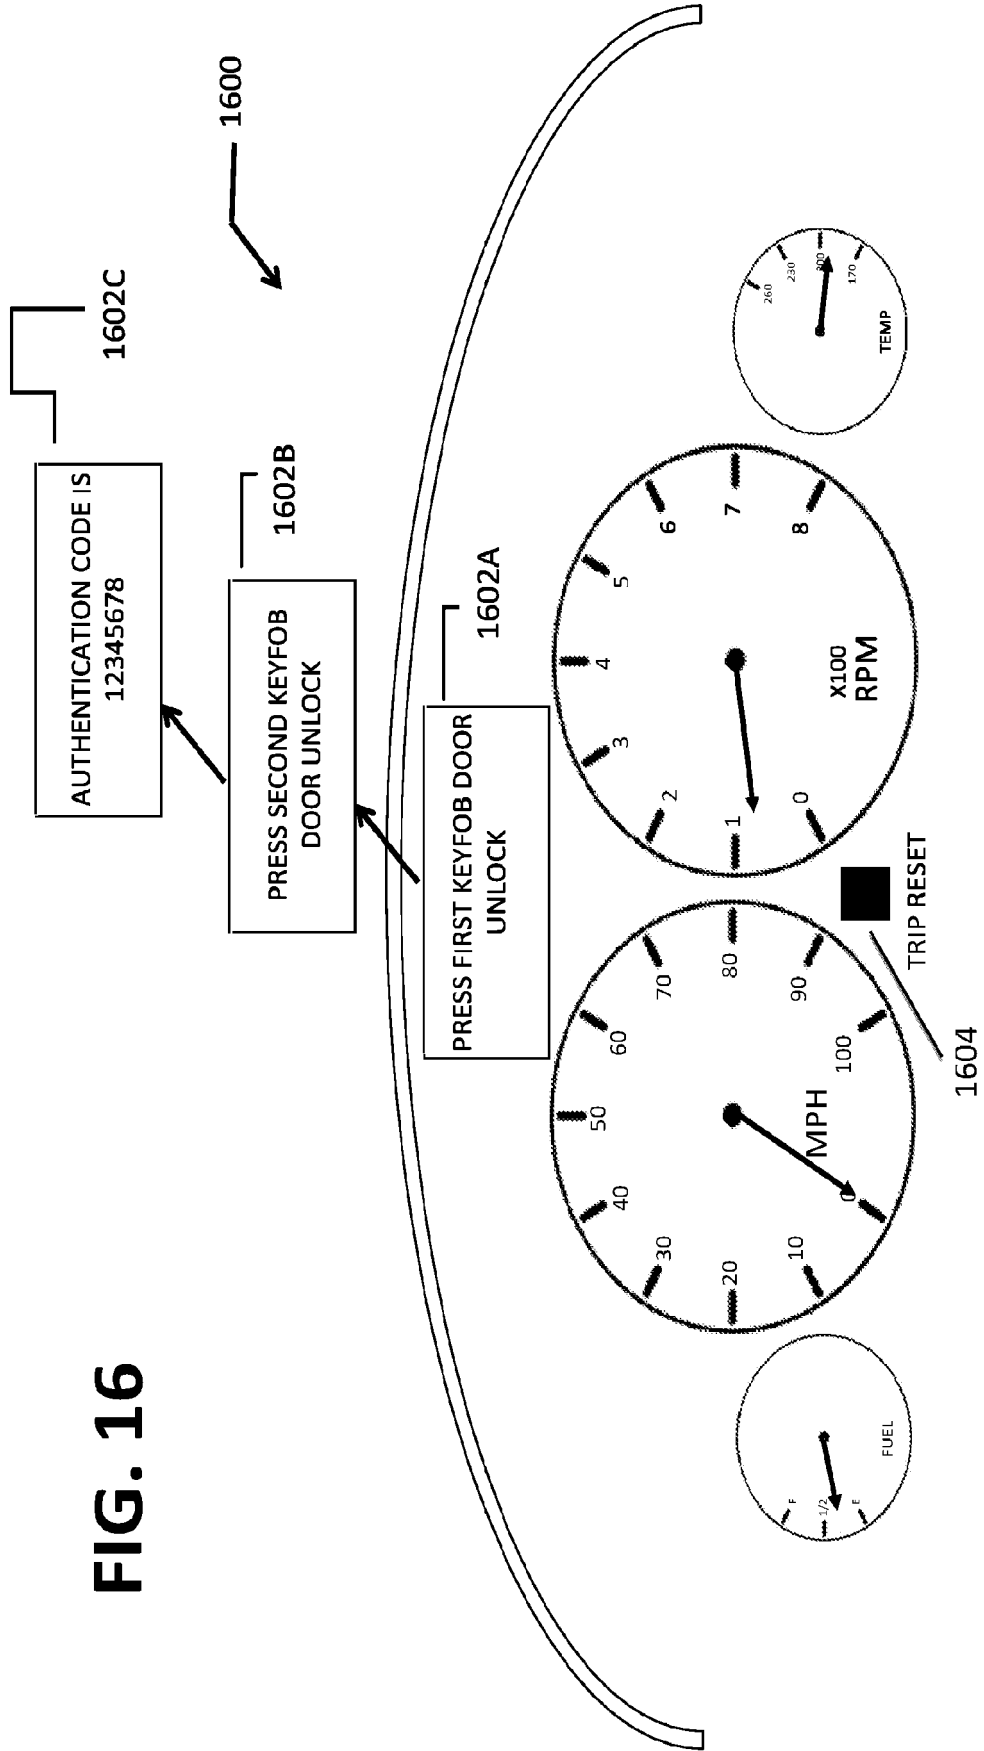 FIG. 16
1600
AUTHENTICATION CODE IS
12345678
1602C
PRESS SECOND KEYFOB
DOOR UNLOCK
1602B
PRESS FIRST KEYFOB DOOR
UNLOCK
1602A
F
1/2
E
FUEL
0
10
20
30
40
50
60
70
80
90
100
MPH
TRIP RESET
1604
0
1
2
3
4
5
6
7
8
X100
RPM
260
230
200
170
TEMP